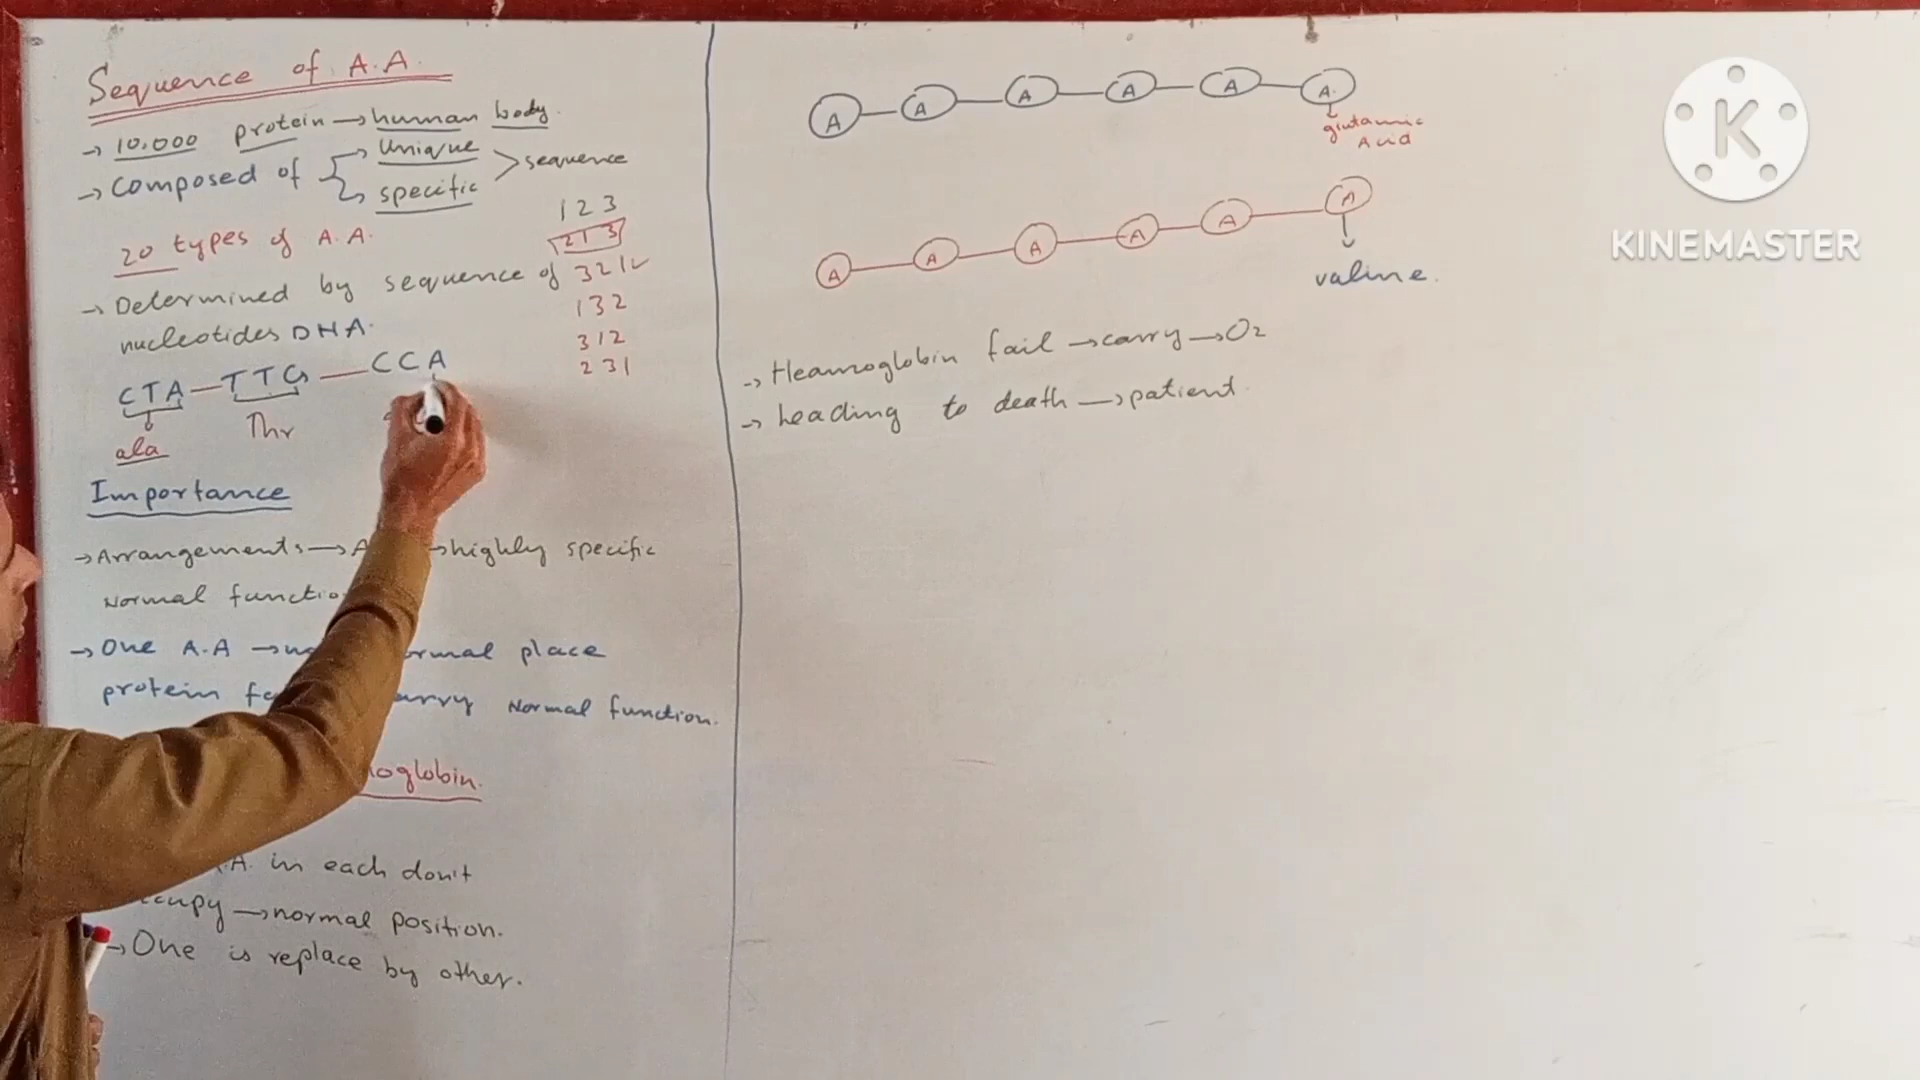 Sequence of A.A.
→ 10,000 protein → human body.
→ Composed of → unique
→ specific > sequence
20 types of A.A.
1 2 3
2 1 3
→ Determined by sequence of 3 2 1
nucleotides DNA.
1 3 2
3 1 2
2 3 1
CTA — TTG — CCA
ala Thr
Importance
→ Arrangements → A → highly specific
Normal
→ One A.A → normal place
protein carry Normal function.
moglobin.
A.A. in each don't
occupy → normal position.
→ One is replace by other.
A — A — A — A — A — A.
glutamic
Acid
A — A — A — A — A — A
valine.
→ Heamoglobin fail → carry → O2
→ leading to death → patient.
K
KINEMASTER